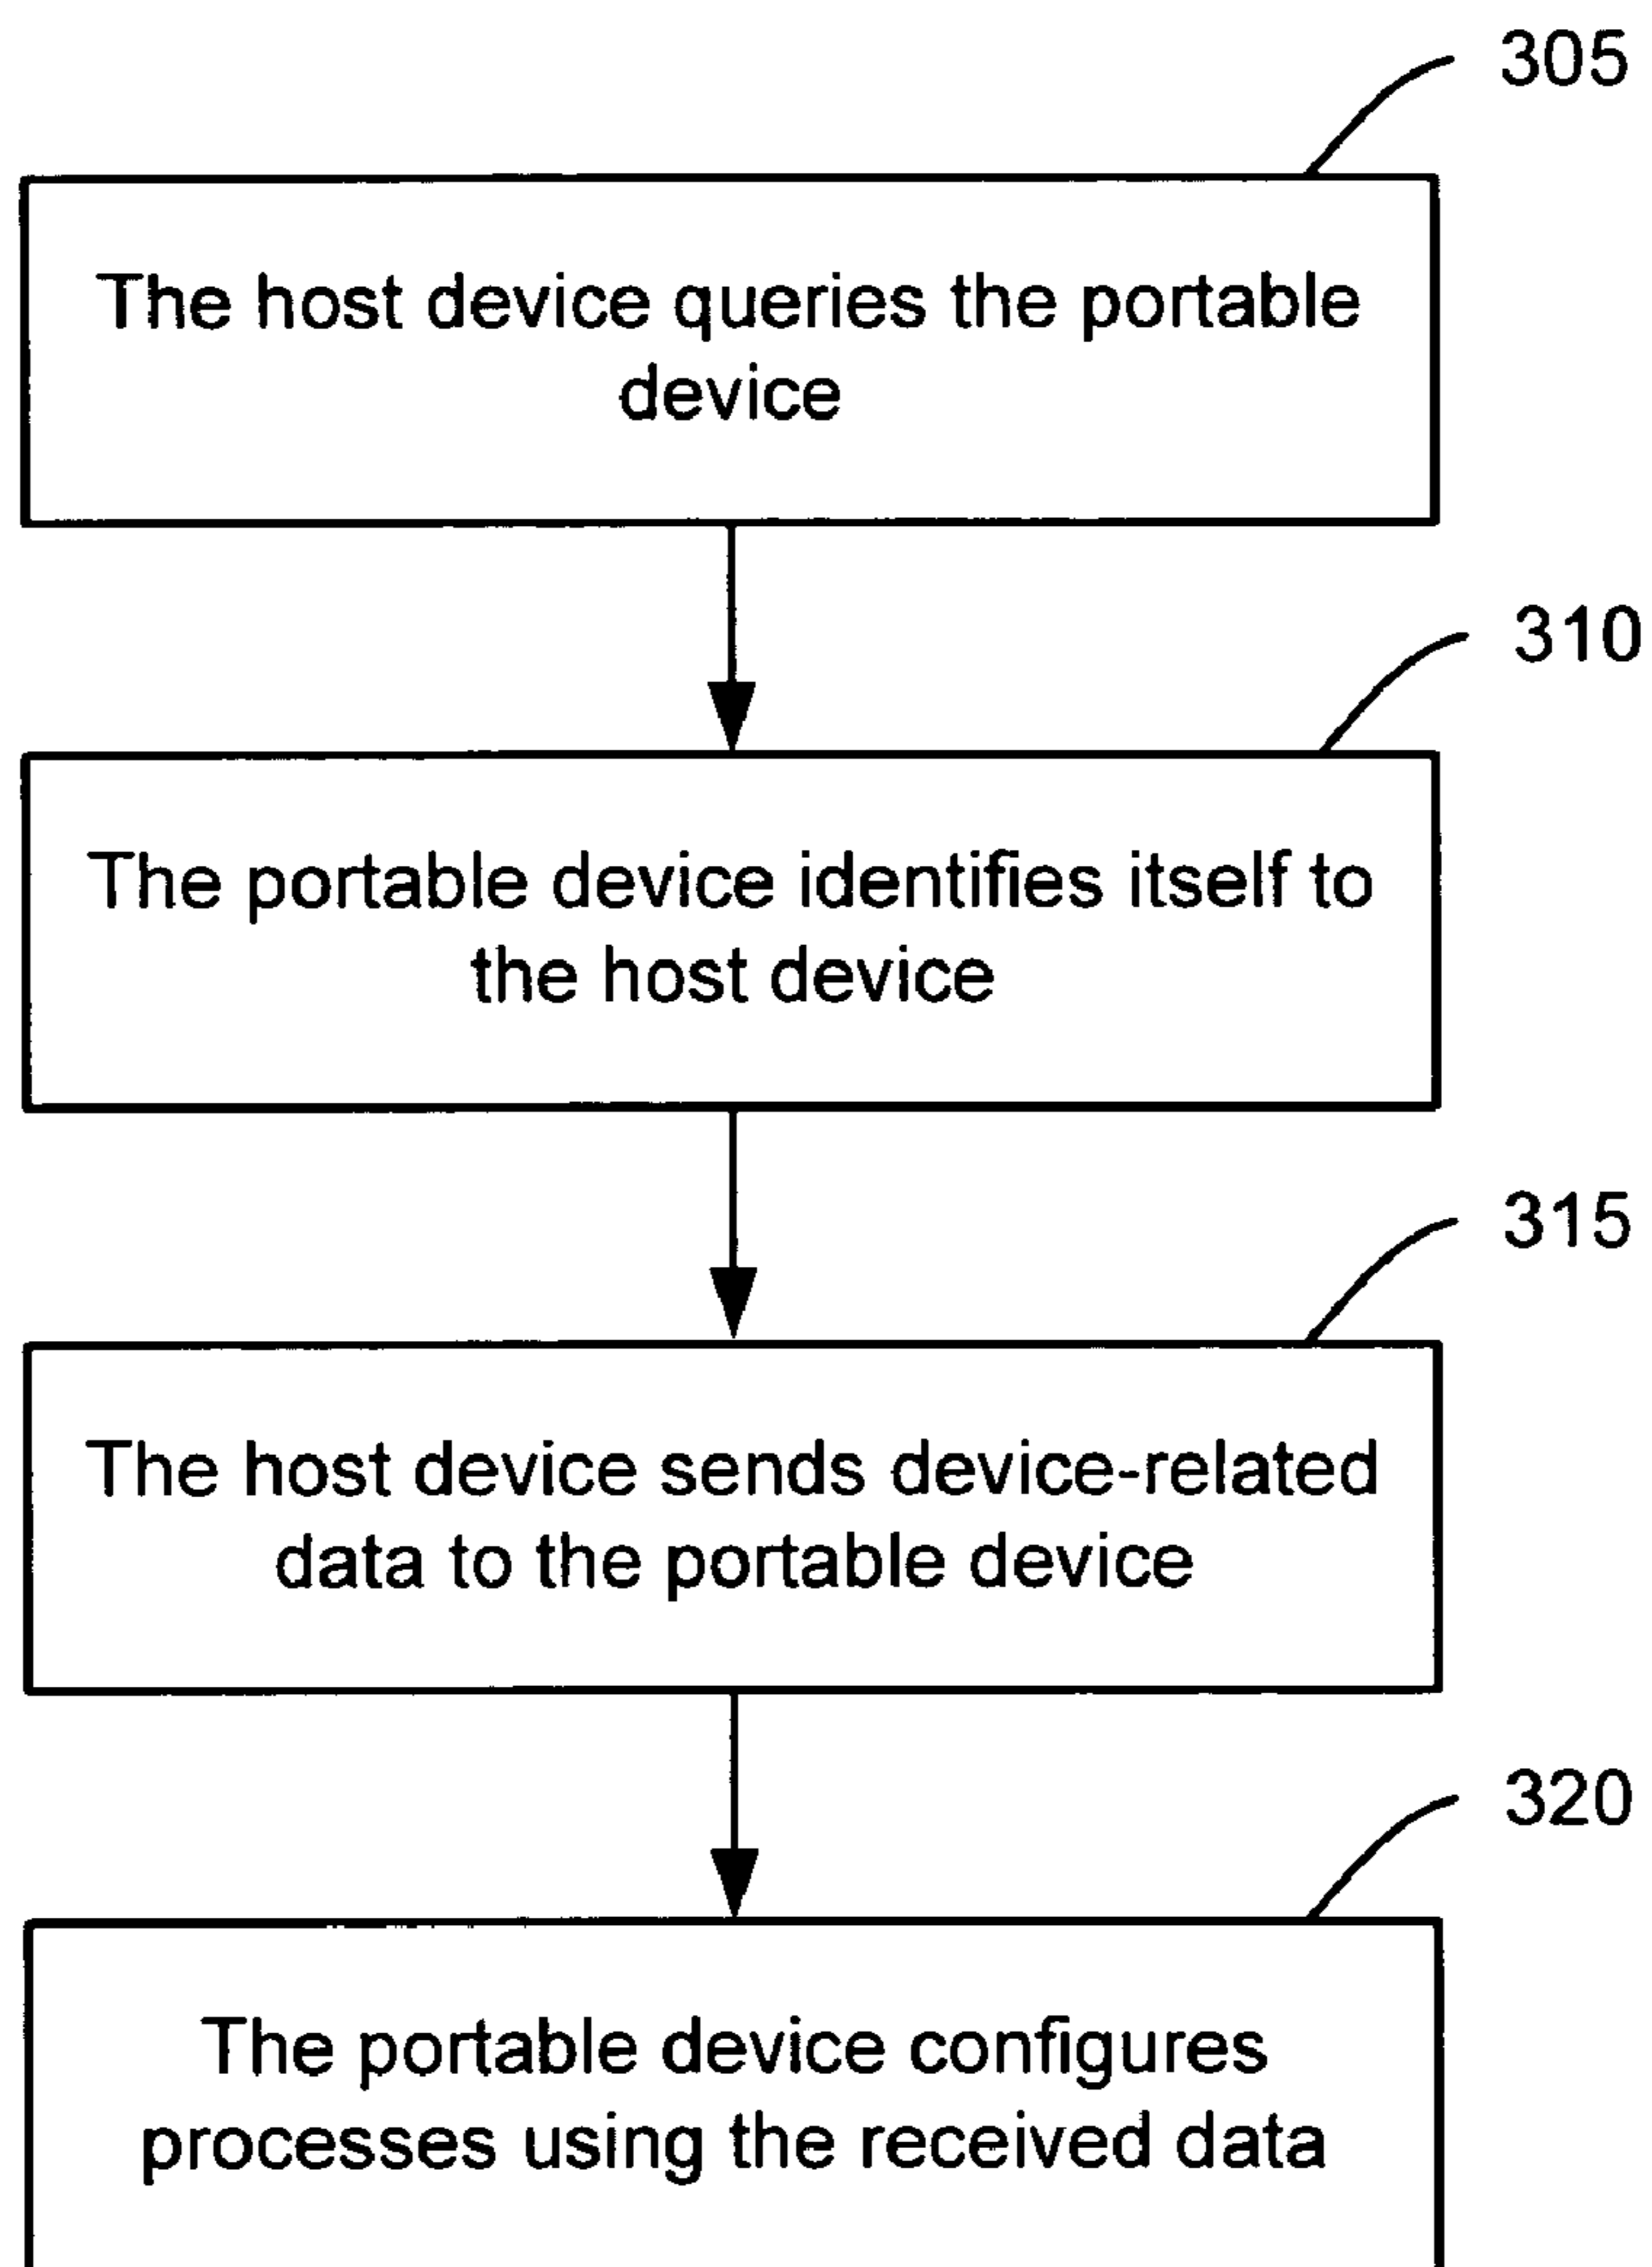 305
The host device queries the portable
device
310
The portable device identifies itself to
the host device
315
The host device sends device-related
data to the portable device
320
The portable device configures
processes using the received data